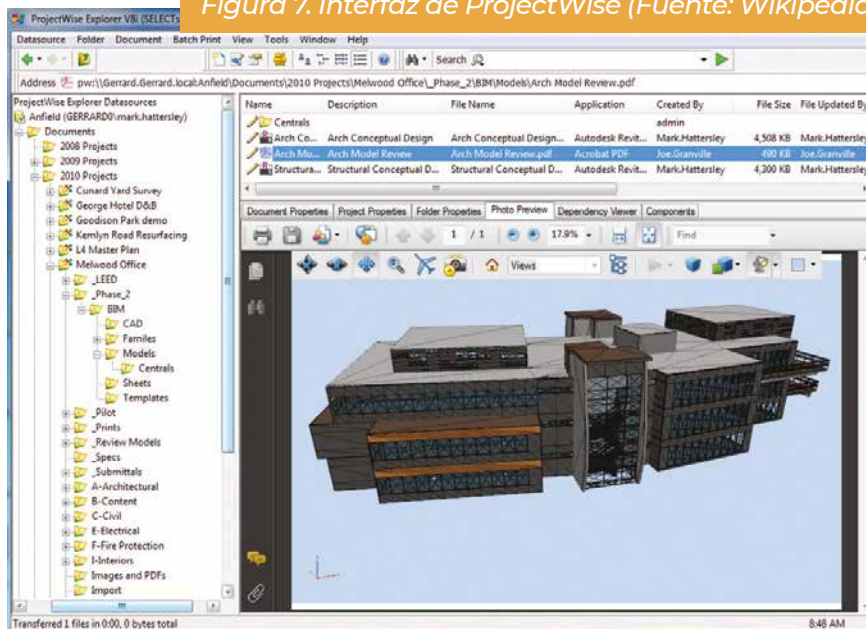 Figura 7. Interfaz de ProjectWise (Fuente: Wikipedia
ProjectWise Explorer V8i (SELECTs
Datasource Folder Document Batch Print View Tools Window Help
Search
Address pw:\\Gerrard.Gerrard.local:Anfield\Documents\2010 Projects\Melwood Office\_Phase_2\BIM\Models\Arch Model Review.pdf
ProjectWise Explorer Datasources
Anfield (GERRARD0\mark.hattersley)
Documents
2008 Projects
2009 Projects
2010 Projects
Cunard Yard Survey
George Hotel D&B
Goodison Park demo
Kemlyn Road Resurfacing
L4 Master Plan
Melwood Office
_LEED
_Phase_2
BIM
CAD
Familes
Models
Centrals
Sheets
Templates
_Pilot
_Prints
_Review Models
_Specs
_Submittals
A-Architectural
B-Content
C-Civil
E-Electrical
F-Fire Protection
I-Interiors
Images and PDFs
Import
Name Description File Name Application Created By File Size File Updated By
Centrals admin
Arch Co... Arch Conceptual Design Arch Conceptual Design... Autodesk Revit... Mark.Hattersley 4,508 KB Mark.Hattersley
Arch Mo... Arch Model Review Arch Model Review.pdf Acrobat PDF Joe.Granville 490 KB Joe.Granville
Structura... Structural Conceptual D... Structural Conceptual D... Autodesk Revit... Mark.Hattersley 4,300 KB Mark.Hattersley
Document Properties Project Properties Folder Properties Photo Preview Dependency Viewer Components
1 / 1 17.9% Find
Views
Transferred 1 files in 0:00, 0 bytes total 8:48 AM